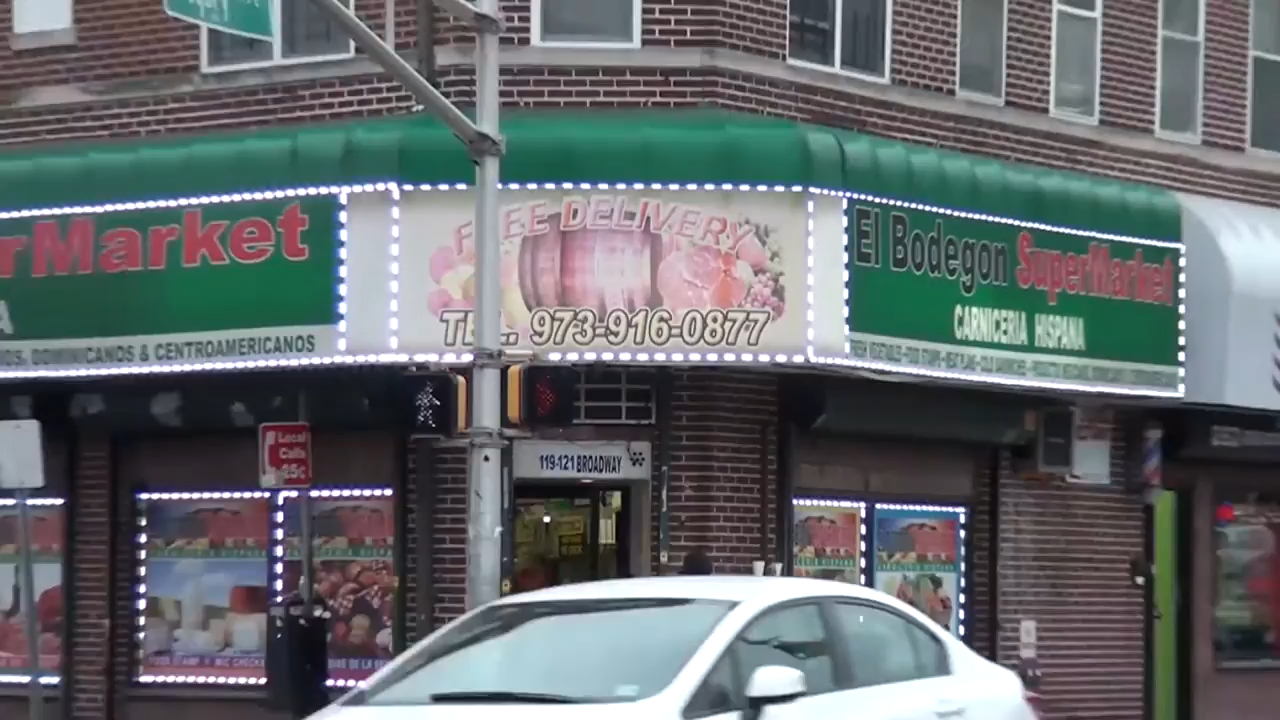 rMarket
A
OS, DOMINICANOS & CENTROAMERICANOS
FREE DELIVERY
TEL. 973-916-0877
El Bodegon SuperMarket
CARNICERIA HISPANA
119-121 BROADWAY
Local
Calls
25¢